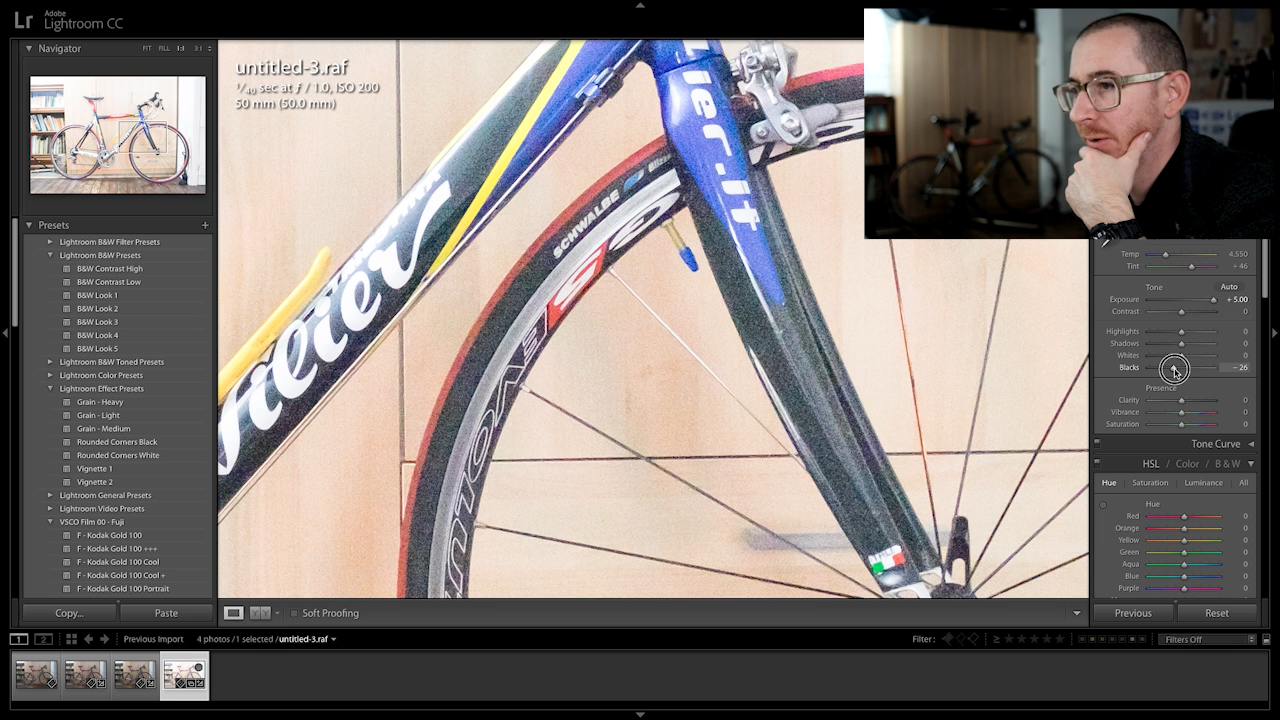 Lr Adobe
Lightroom CC
Navigator FIT FILL 1:1 3:1
untitled-3.raf
1/40 sec at ƒ / 1.0, ISO 200
50 mm (50.0 mm)
Presets +
Lightroom B&W Filter Presets
Lightroom B&W Presets
B&W Contrast High
B&W Contrast Low
B&W Look 1
B&W Look 2
B&W Look 3
B&W Look 4
B&W Look 5
Lightroom B&W Toned Presets
Lightroom Color Presets
Lightroom Effect Presets
Grain - Heavy
Grain - Light
Grain - Medium
Rounded Corners Black
Rounded Corners White
Vignette 1
Vignette 2
Lightroom General Presets
Lightroom Video Presets
VSCO Film 00 - Fuji
F - Kodak Gold 100
F - Kodak Gold 100 +++
F - Kodak Gold 100 Cool
F - Kodak Gold 100 Cool +
F - Kodak Gold 100 Portrait
Copy... Paste
lier.it
SCHWALBE
ilier
Temp 4,550
Tint + 46
Tone Auto
Exposure + 5.00
Contrast 0
Highlights 0
Shadows 0
Whites 0
Blacks - 26
Presence
Clarity 0
Vibrance 0
Saturation 0
Tone Curve
HSL / Color / B & W
Hue Saturation Luminance All
Hue
Red 0
Orange 0
Yellow 0
Green 0
Aqua 0
Blue 0
Purple 0
Soft Proofing
Previous Reset
1 2 Previous Import 4 photos / 1 selected / untitled-3.raf Filter : ≥ Filters Off